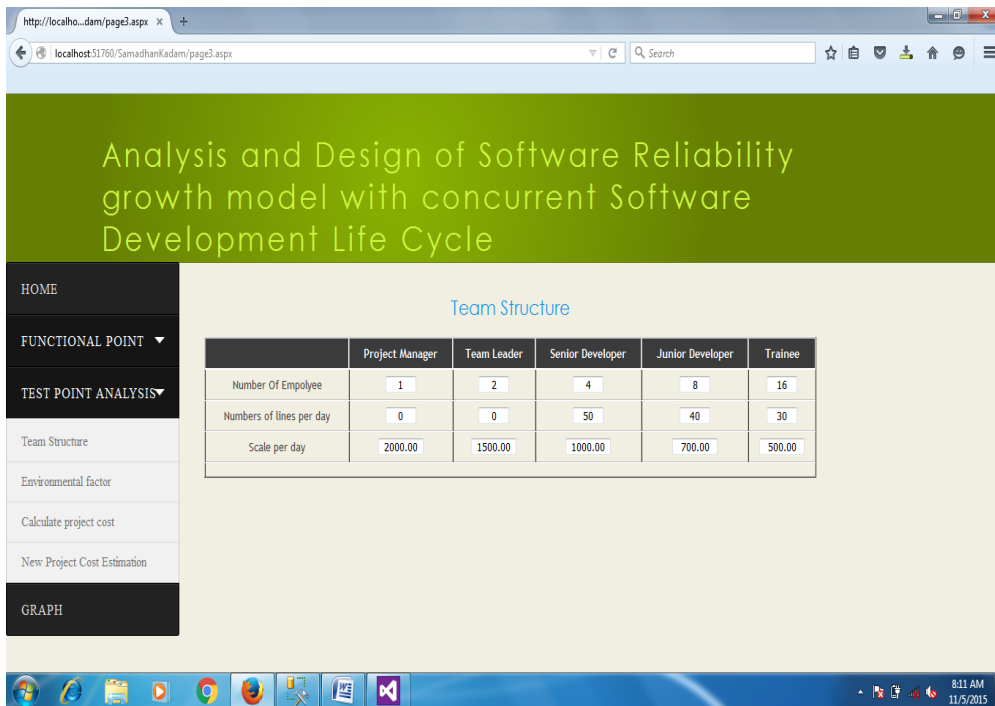 http://localho...dam/page3.aspx × +
localhost:51760/SamadhanKadam/page3.aspx Search
Analysis and Design of Software Reliability
growth model with concurrent Software
Development Life Cycle
HOME
FUNCTIONAL POINT
TEST POINT ANALYSIS
Team Structure
Environmental factor
Calculate project cost
New Project Cost Estimation
GRAPH
Team Structure
Project Manager Team Leader Senior Developer Junior Developer Trainee
Number Of Empolyee 1 2 4 8 16
Numbers of lines per day 0 0 50 40 30
Scale per day 2000.00 1500.00 1000.00 700.00 500.00
8:11 AM
11/5/2015